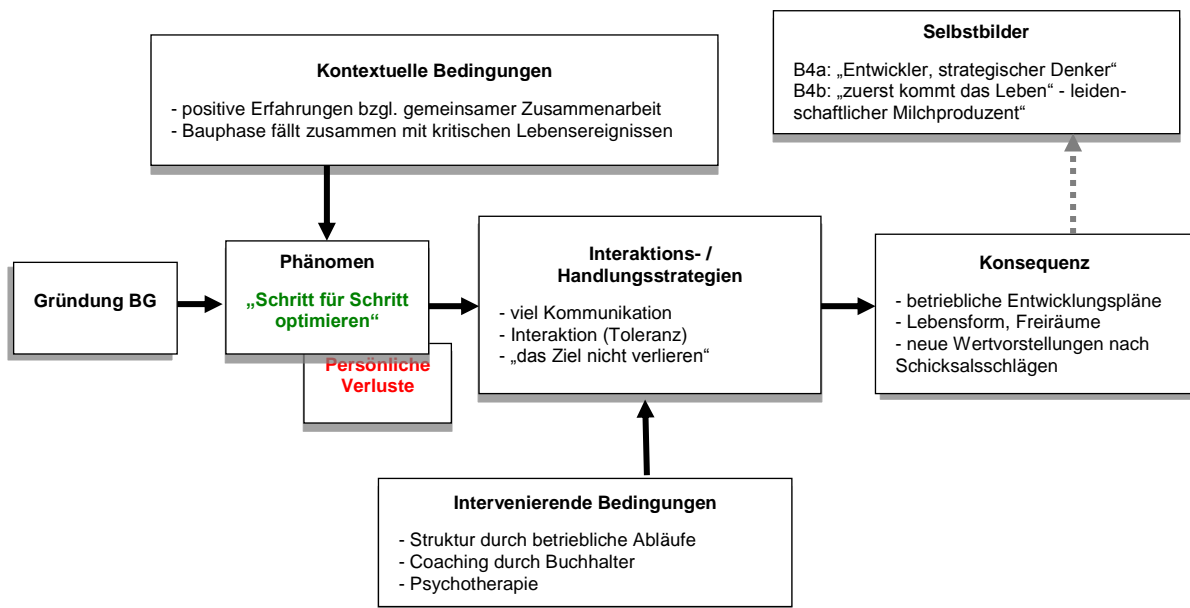 Kontextuelle Bedingungen
- positive Erfahrungen bzgl. gemeinsamer Zusammenarbeit
- Bauphase fällt zusammen mit kritischen Lebensereignissen
Selbstbilder
B4a: „Entwickler, strategischer Denker“
B4b: „zuerst kommt das Leben“ - leiden-
schaftlicher Milchproduzent“
Gründung BG
Phänomen
„Schritt für Schritt
optimieren“
Persönliche
Verluste
Interaktions- /
Handlungsstrategien
- viel Kommunikation
- Interaktion (Toleranz)
- „das Ziel nicht verlieren“
Konsequenz
- betriebliche Entwicklungspläne
- Lebensform, Freiräume
- neue Wertvorstellungen nach
Schicksalsschlägen
Intervenierende Bedingungen
- Struktur durch betriebliche Abläufe
- Coaching durch Buchhalter
- Psychotherapie